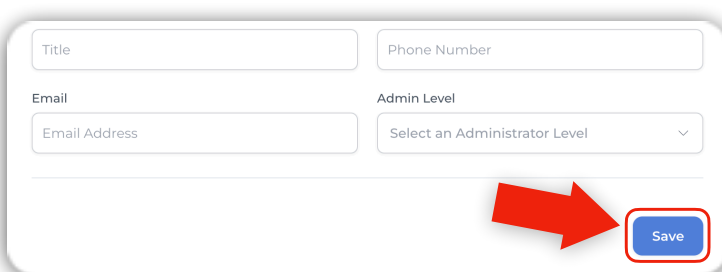 Title
Phone Number
Email
Admin Level
Email Address
Select an Administrator Level
Save